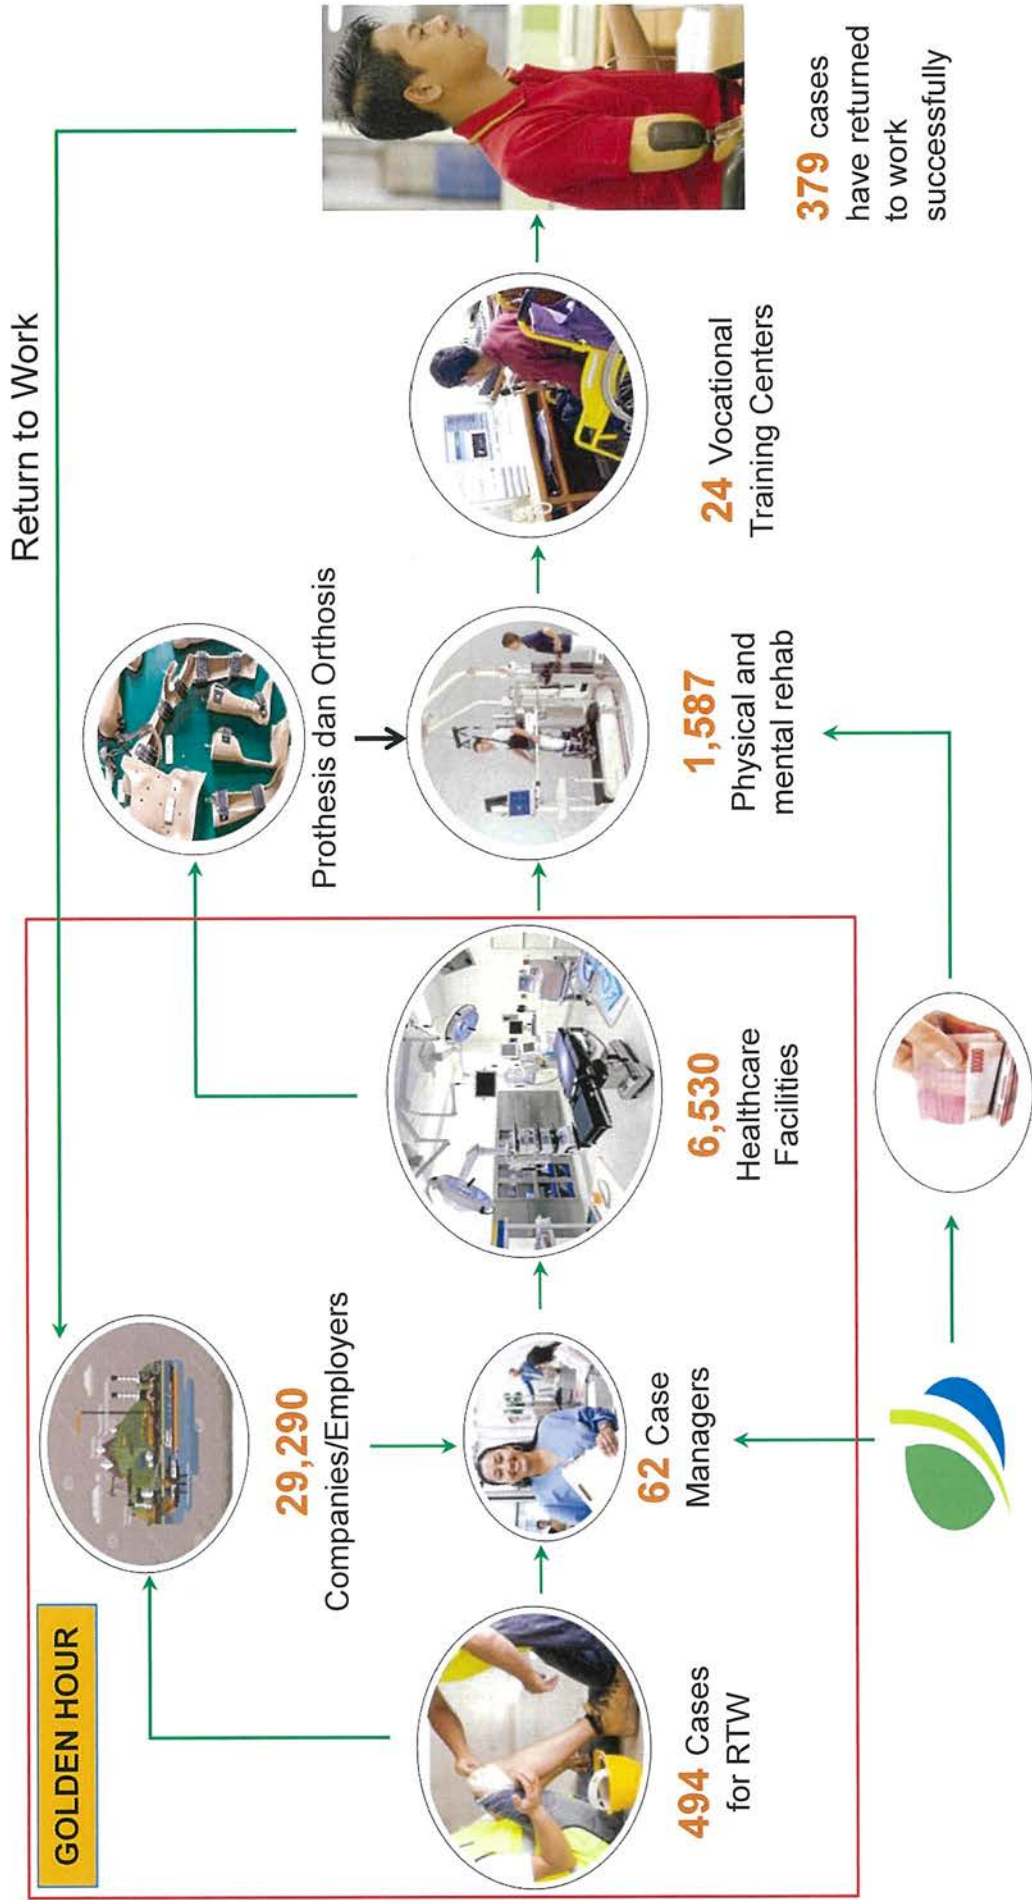 Return to Work
GOLDEN HOUR
29,290
Companies/Employers
Prothesis dan Orthosis
494 Cases
for RTW
62 Case
Managers
6,530
Healthcare
Facilities
1,587
Physical and
mental rehab
24 Vocational
Training Centers
379 cases
have returned
to work
successfully